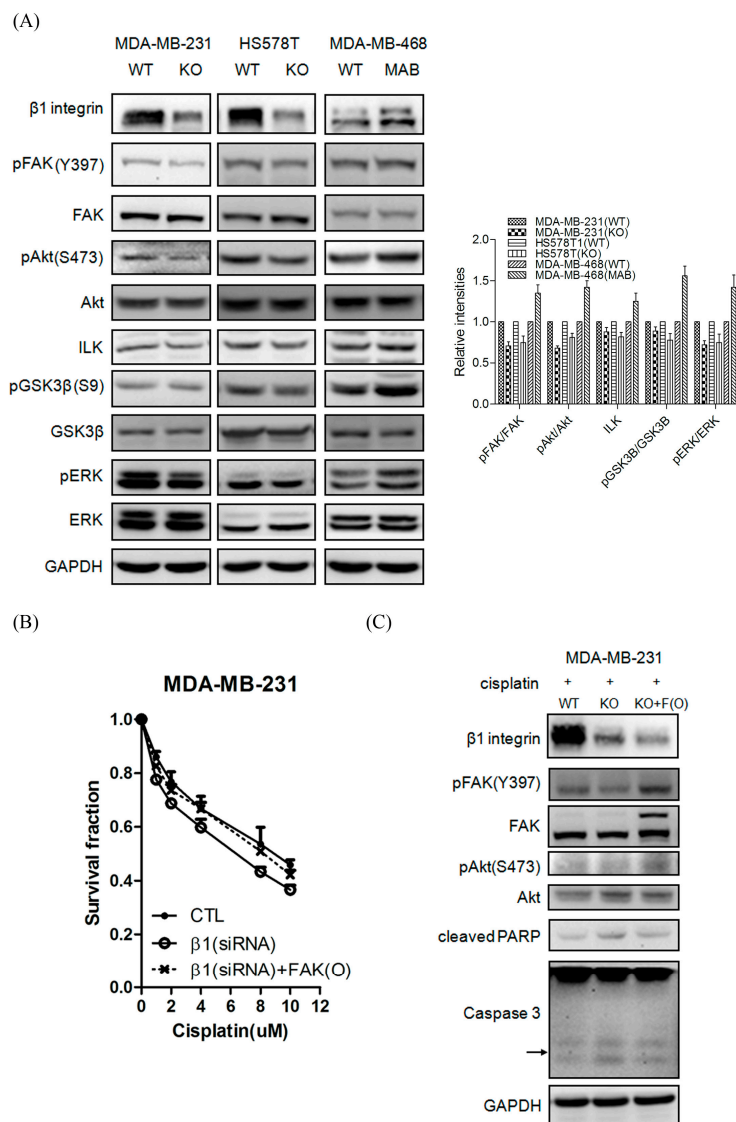 (A)
MDA-MB-231 HS578T MDA-MB-468
WT KO WT KO WT MAB
β1 integrin
pFAK(Y397)
FAK
pAkt(S473)
Akt
ILK
pGSK3β(S9)
GSK3β
pERK
ERK
GAPDH
MDA-MB-231(WT)
MDA-MB-231(KO)
HS578T1(WT)
HS578T(KO)
MDA-MB-468(WT)
MDA-MB-468(MAB)
Relative intensities
2.0
1.5
1.0
0.5
0.0
pFAK/FAK
pAkt/Akt
ILK
pGSK3B/GSK3B
pERK/ERK
(B)
MDA-MB-231
Survival fraction
1.0
0.8
0.6
0.4
0.2
0.0
CTL
β1(siRNA)
β1(siRNA)+FAK(O)
0 2 4 6 8 10 12
Cisplatin(uM)
(C)
MDA-MB-231
cisplatin + + +
WT KO KO+F(O)
β1 integrin
pFAK(Y397)
FAK
pAkt(S473)
Akt
cleaved PARP
Caspase 3
GAPDH